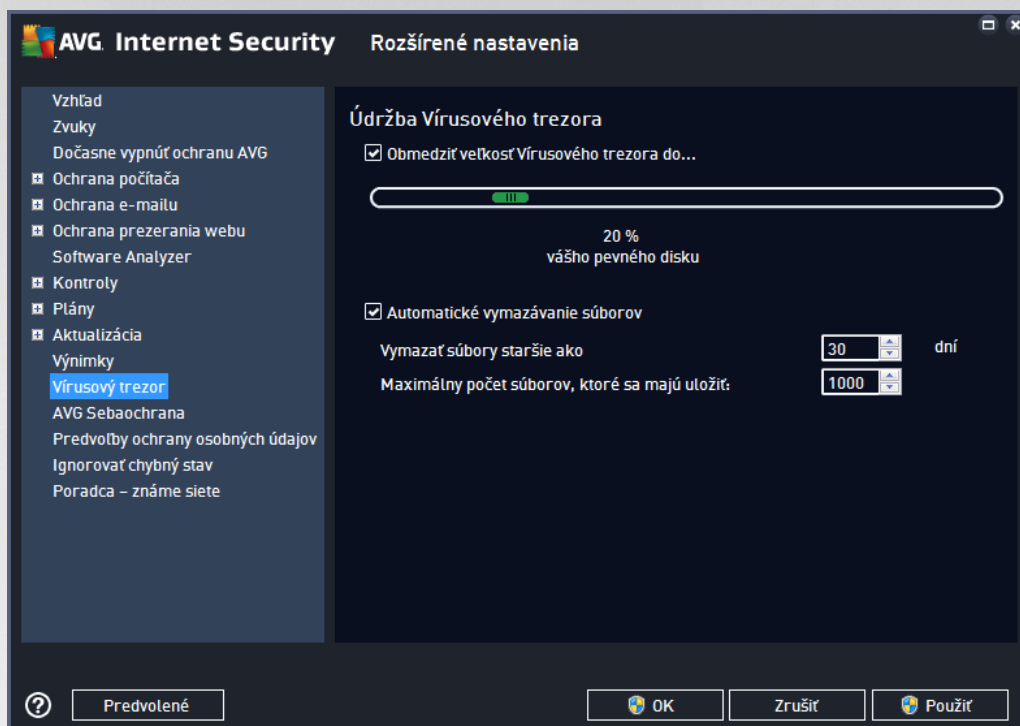 AVG. Internet Security Rozšírené nastavenia
Vzhľad
Zvuky
Dočasne vypnúť ochranu AVG
Ochrana počítača
Ochrana e-mailu
Ochrana prezerania webu
Software Analyzer
Kontroly
Plány
Aktualizácia
Výnimky
Vírusový trezor
AVG Sebaochrana
Predvoľby ochrany osobných údajov
Ignorovať chybný stav
Poradca – známe siete
Údržba Vírusového trezora
Obmedziť veľkosť Vírusového trezora do...
20 %
vášho pevného disku
Automatické vymazávanie súborov
Vymazať súbory staršie ako 30 dní
Maximálny počet súborov, ktoré sa majú uložiť: 1000
? Predvolené OK Zrušiť Použiť